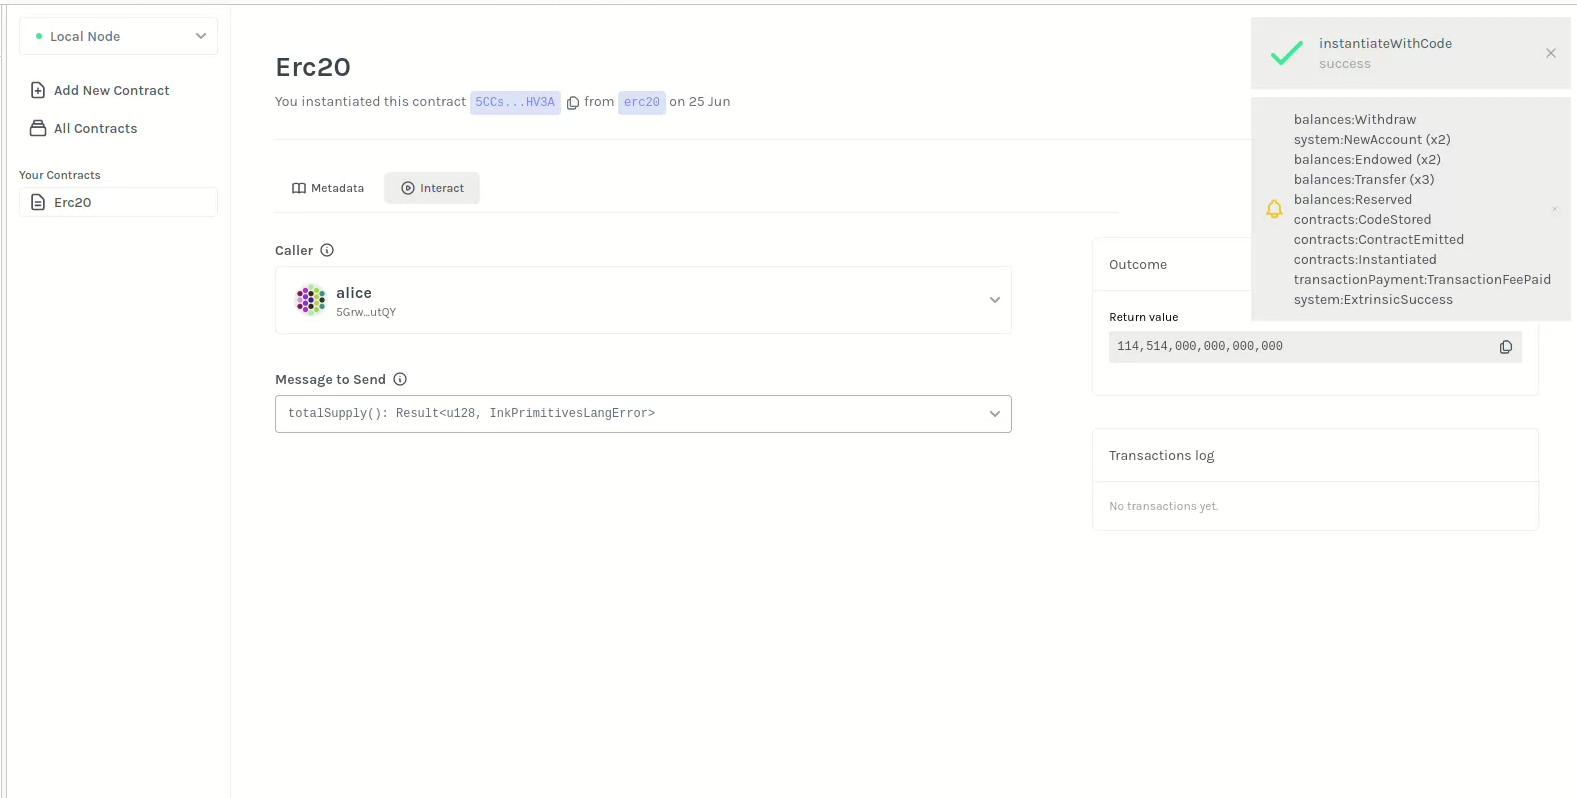 Local Node
Add New Contract
All Contracts
Your Contracts
Erc20
Erc20
You instantiated this contract 5CCs...HV3A from erc20 on 25 Jun
Metadata
Interact
Caller
alice
5Grw...utQY
Message to Send
totalSupply(): Result<u128, InkPrimitivesLangError>
instantiateWithCode
success
balances:Withdraw
system:NewAccount (x2)
balances:Endowed (x2)
balances:Transfer (x3)
balances:Reserved
contracts:CodeStored
contracts:ContractEmitted
contracts:Instantiated
transactionPayment:TransactionFeePaid
system:ExtrinsicSuccess
Outcome
Return value
114,514,000,000,000,000
Transactions log
No transactions yet.